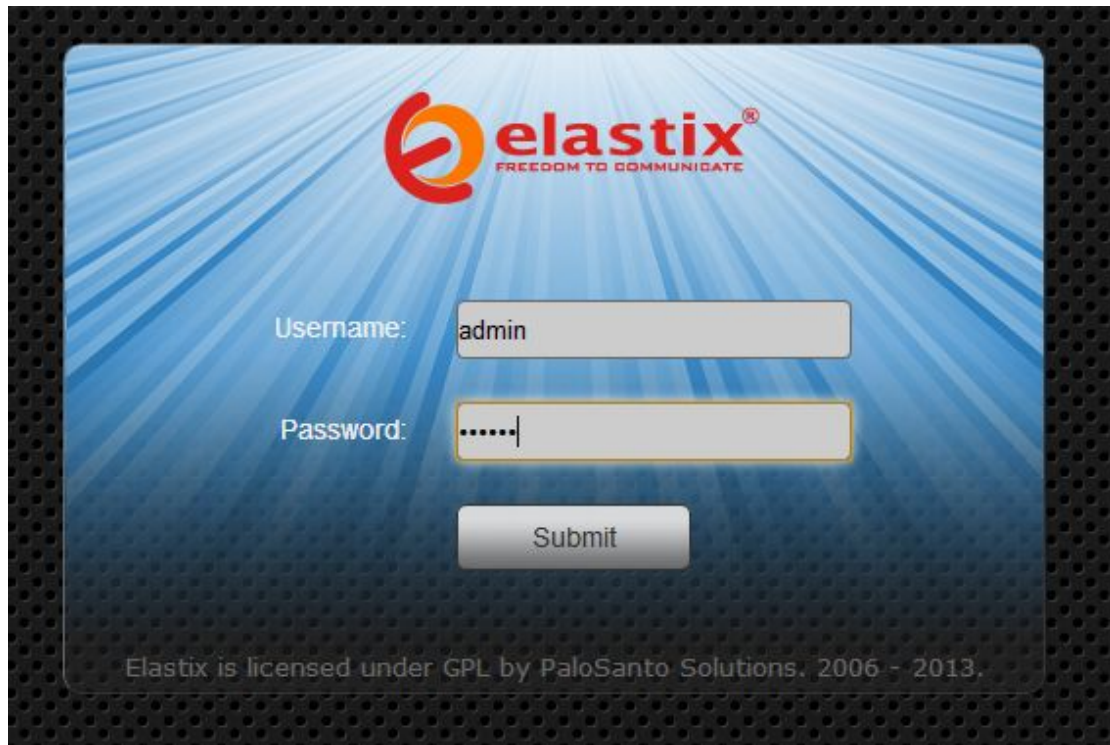 elastix®
FREEDOM TO COMMUNICATE
Username: admin
Password: ••••••
Submit
Elastix is licensed under GPL by PaloSanto Solutions. 2006 - 2013.